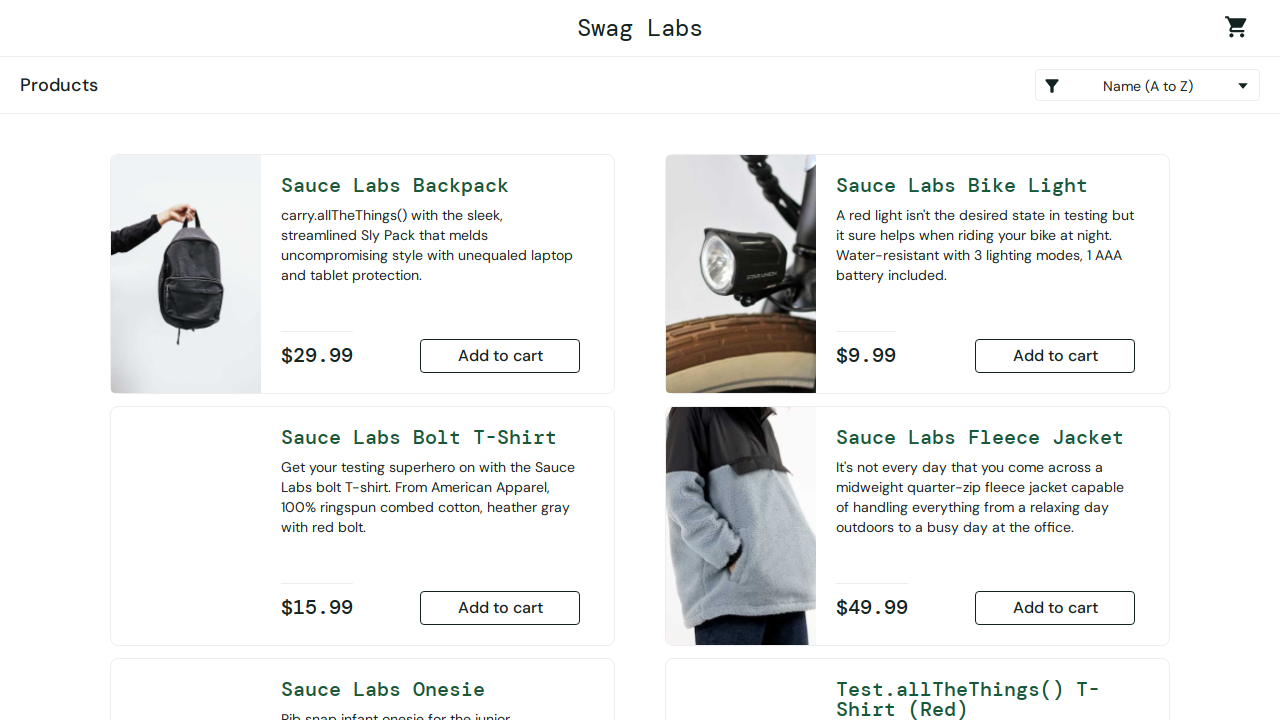 Swag Labs
Products
Name (A to Z)
Sauce Labs Backpack
carry.allTheThings() with the sleek,
streamlined Sly Pack that melds
uncompromising style with unequaled laptop
and tablet protection.
$29.99
Add to cart
Sauce Labs Bike Light
A red light isn't the desired state in testing but
it sure helps when riding your bike at night.
Water-resistant with 3 lighting modes, 1 AAA
battery included.
$9.99
Add to cart
Sauce Labs Bolt T-Shirt
Get your testing superhero on with the Sauce
Labs bolt T-shirt. From American Apparel,
100% ringspun combed cotton, heather gray
with red bolt.
$15.99
Add to cart
Sauce Labs Fleece Jacket
It's not every day that you come across a
midweight quarter-zip fleece jacket capable
of handling everything from a relaxing day
outdoors to a busy day at the office.
$49.99
Add to cart
Sauce Labs Onesie
Rib snap infant onesie for the junior
Test.allTheThings() T-
Shirt (Red)